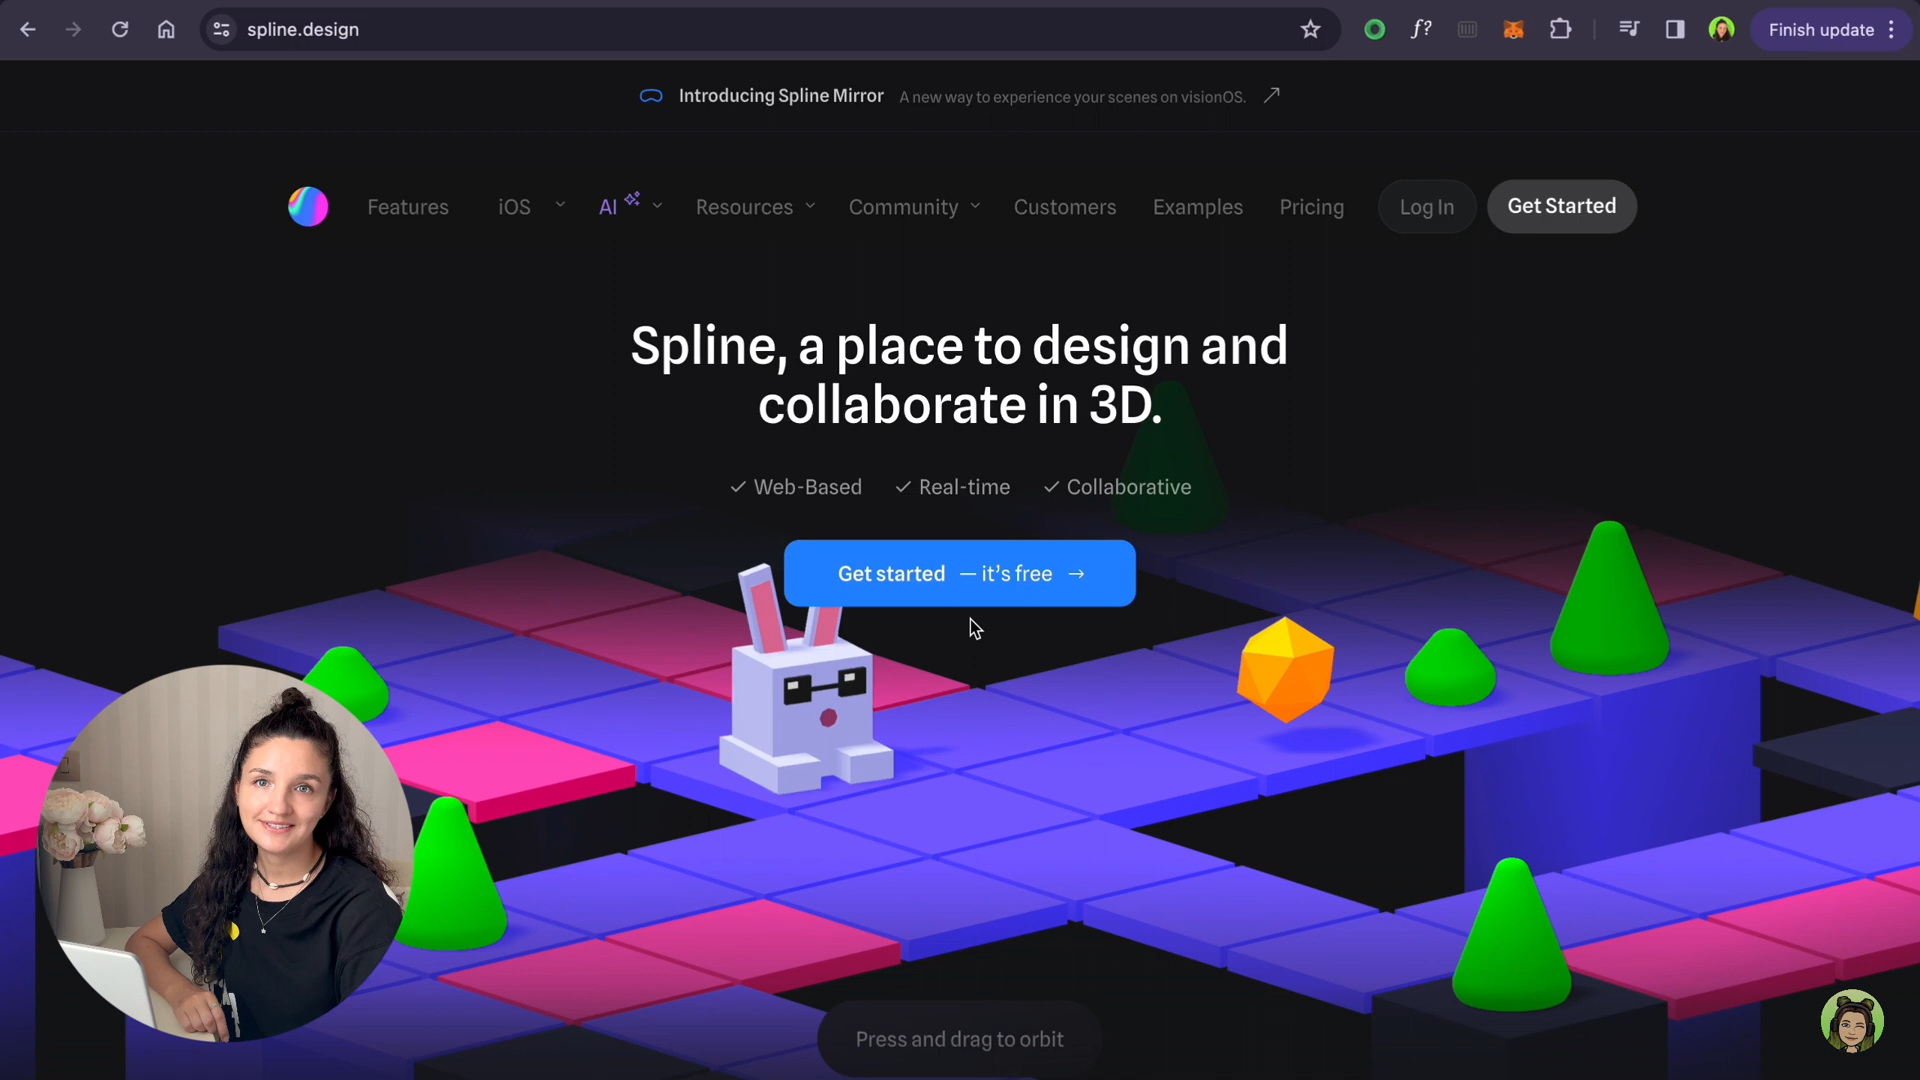 spline.design
f?
Finish update
Introducing Spline Mirror A new way to experience your scenes on visionOS.
Features
iOS
AI
Resources
Community
Customers
Examples
Pricing
Log In
Get Started
Spline, a place to design and
collaborate in 3D.
Web-Based
Real-time
Collaborative
Get started — it's free →
Press and drag to orbit